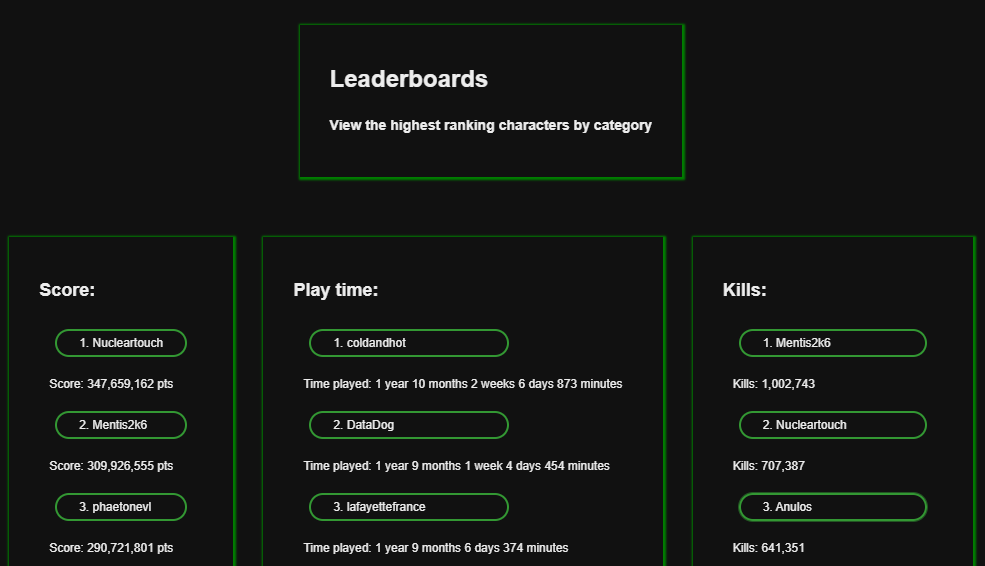 Leaderboards
View the highest ranking characters by category
Score:
1. Nucleartouch
Score: 347,659,162 pts
2. Mentis2k6
Score: 309,926,555 pts
3. phaetonevl
Score: 290,721,801 pts
Play time:
1. coldandhot
Time played: 1 year 10 months 2 weeks 6 days 873 minutes
2. DataDog
Time played: 1 year 9 months 1 week 4 days 454 minutes
3. lafayettefrance
Time played: 1 year 9 months 6 days 374 minutes
Kills:
1. Mentis2k6
Kills: 1,002,743
2. Nucleartouch
Kills: 707,387
3. Anulos
Kills: 641,351